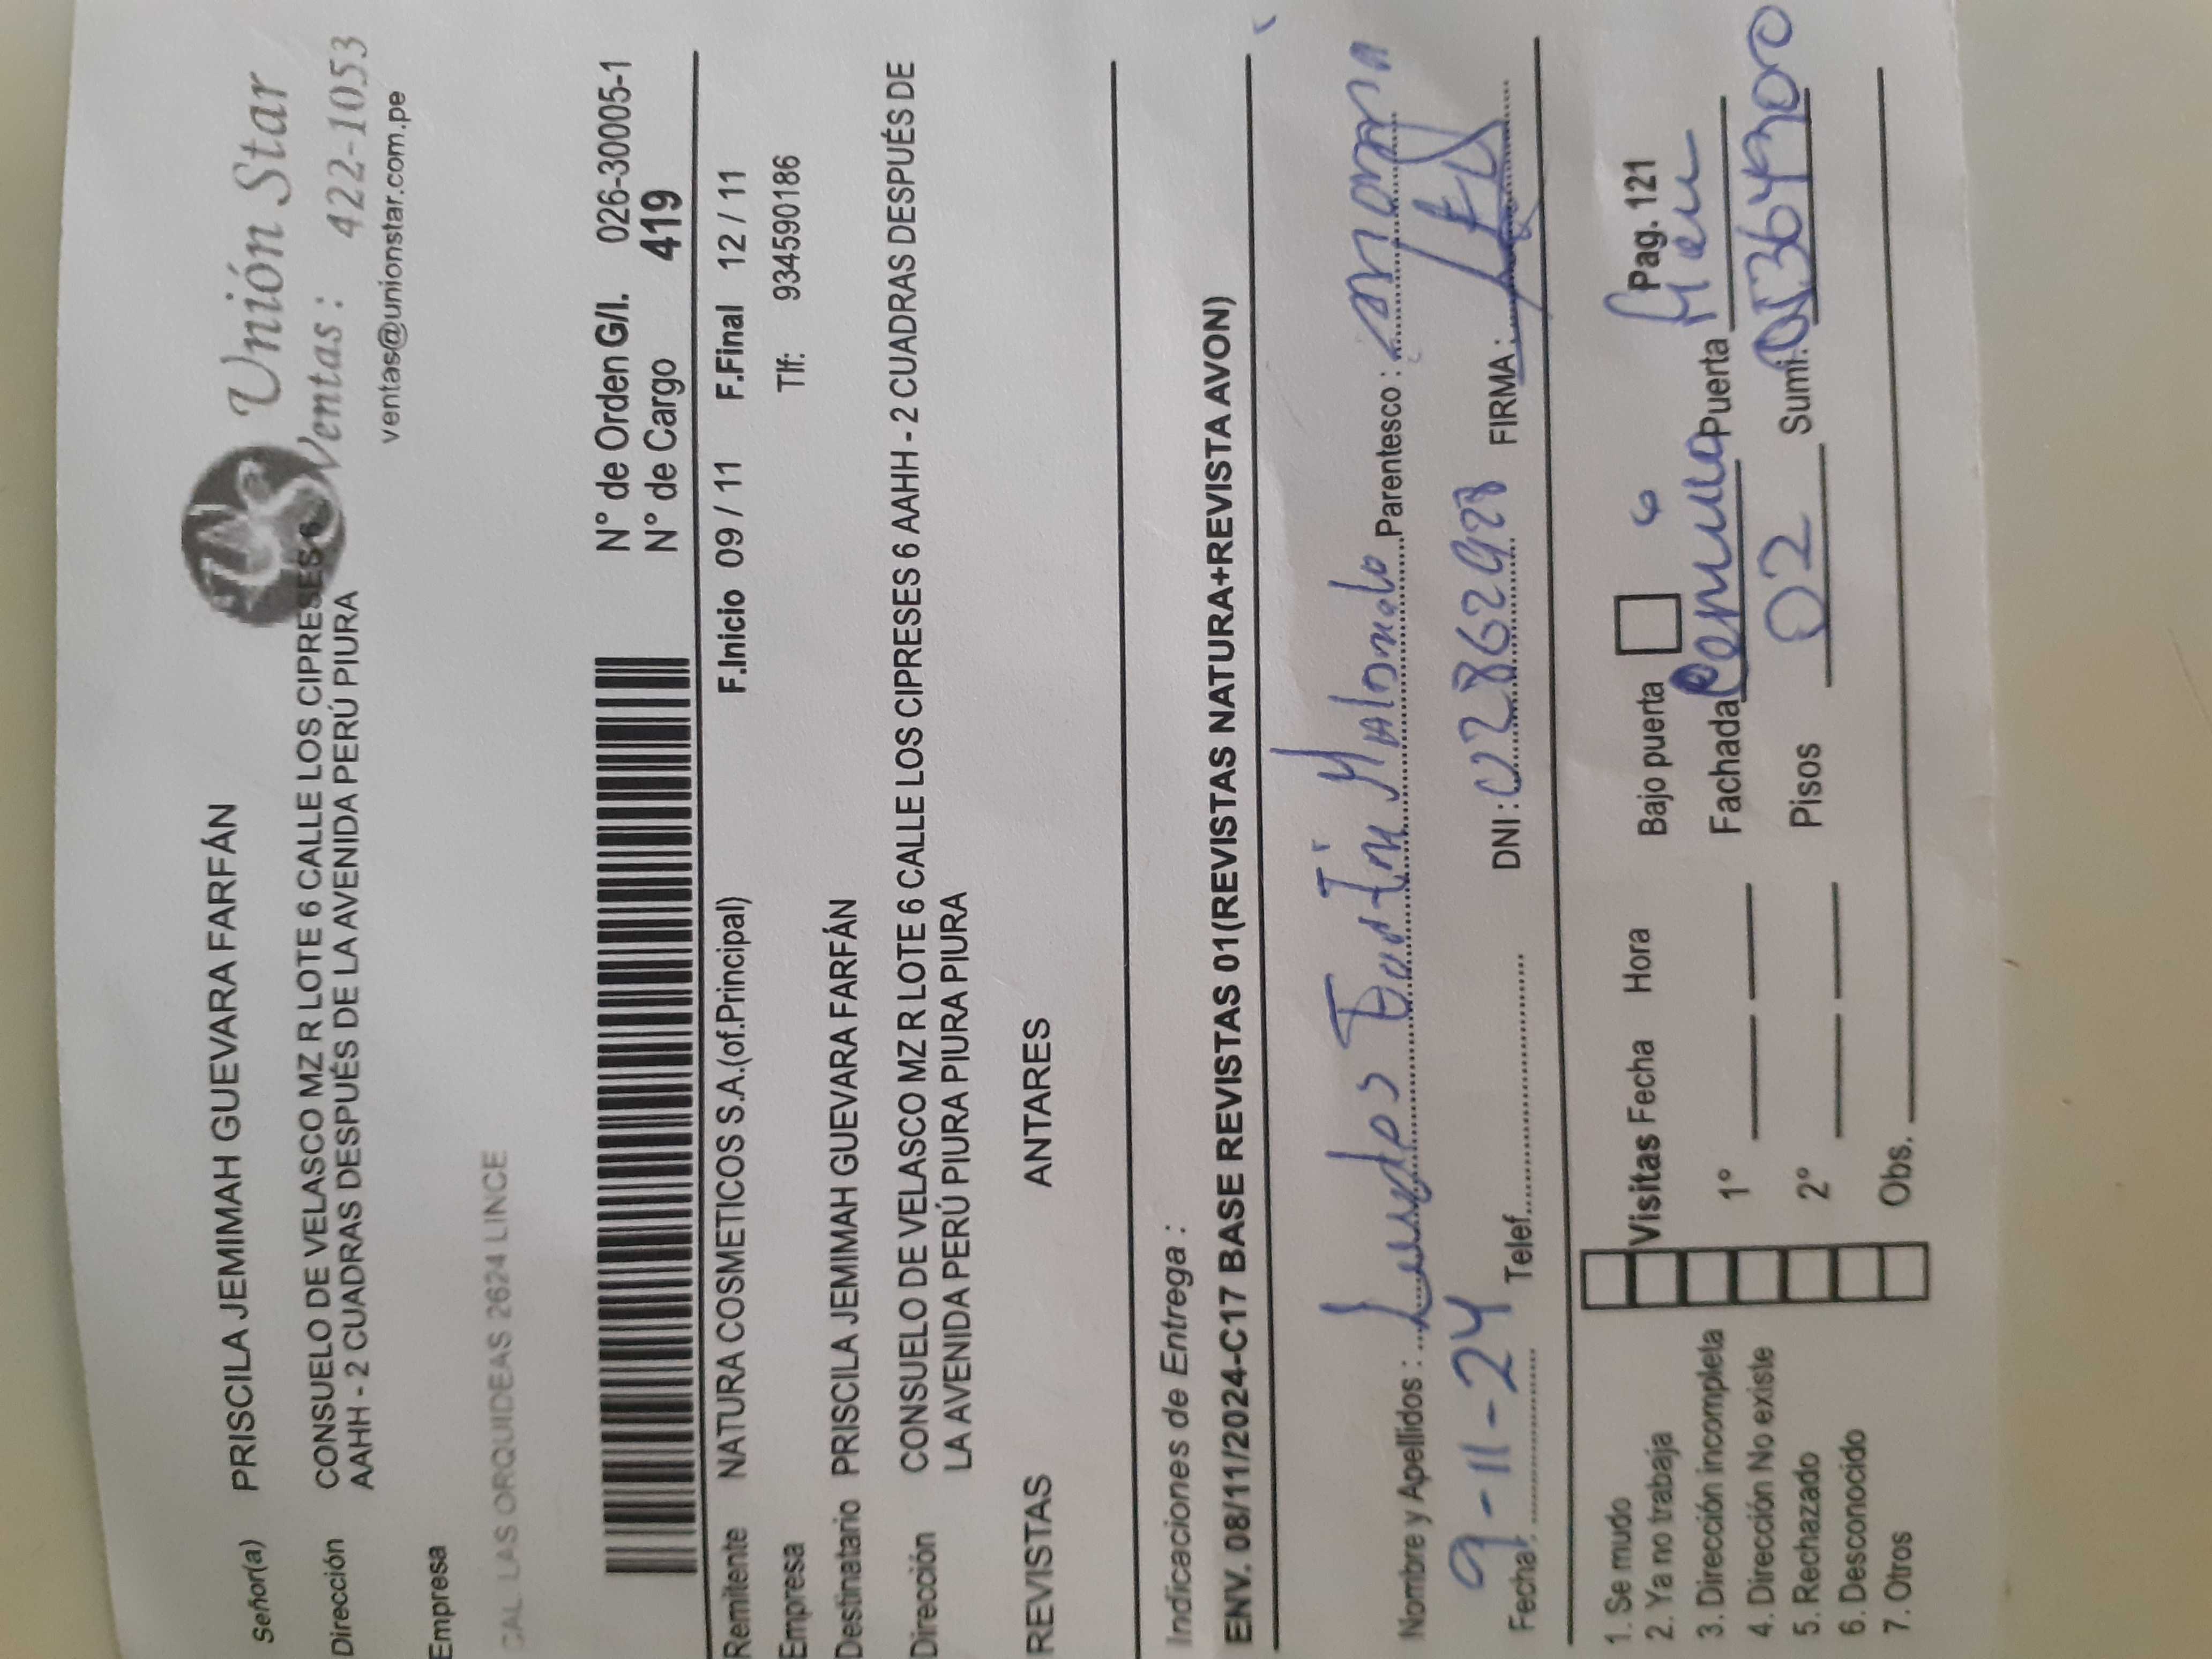 Unión Star
Ventas : 422-1053
ventas@unionstar.com.pe
Señor(a) PRISCILA JEMIMAH GUEVARA FARFÁN
Dirección CONSUELO DE VELASCO MZ R LOTE 6 CALLE LOS CIPRESES 6
AAHH - 2 CUADRAS DESPUÉS DE LA AVENIDA PERÚ PIURA
Empresa
CAL. LAS ORQUIDEAS 2624 LINCE
N° de Orden G/I. 026-30005-1
N° de Cargo 419
Remitente NATURA COSMETICOS S.A.(of.Principal) F.Inicio 09 / 11 F.Final 12 / 11
Empresa Tlf: 934590186
Destinatario PRISCILA JEMIMAH GUEVARA FARFÁN
Dirección CONSUELO DE VELASCO MZ R LOTE 6 CALLE LOS CIPRESES 6 AAHH - 2 CUADRAS DESPUÉS DE
LA AVENIDA PERÚ PIURA PIURA PIURA
REVISTAS ANTARES
Indicaciones de Entrega :
ENV. 08/11/2024-C17 BASE REVISTAS 01(REVISTAS NATURA+REVISTA AVON)
Nombre y Apellidos : Parentesco :
Fecha: 9-11-24 Telef. DNI : 02862928 FIRMA :
1. Se mudo
2. Ya no trabaja Visitas Fecha Hora Bajo puerta Pag. 121
3. Dirección incompleta 1° Fachada Puerta
4. Dirección No existe
5. Rechazado 2° Pisos 02 Sumi.
6. Desconocido
7. Otros Obs.